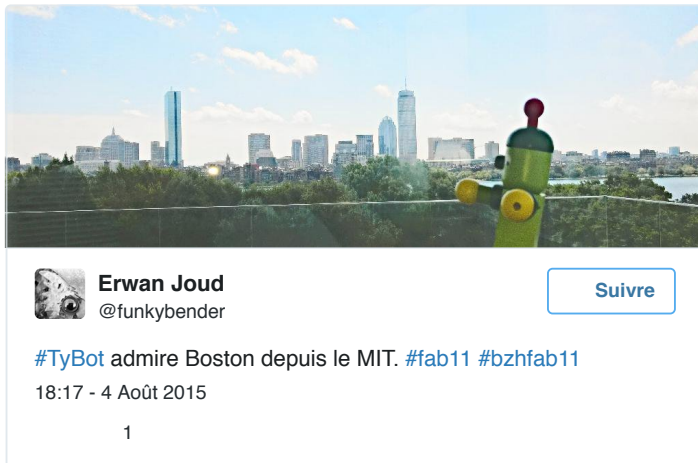 Erwan Joud
@funkybender
Suivre
#TyBot admire Boston depuis le MIT. #fab11 #bzhfab11
18:17 - 4 Août 2015
1